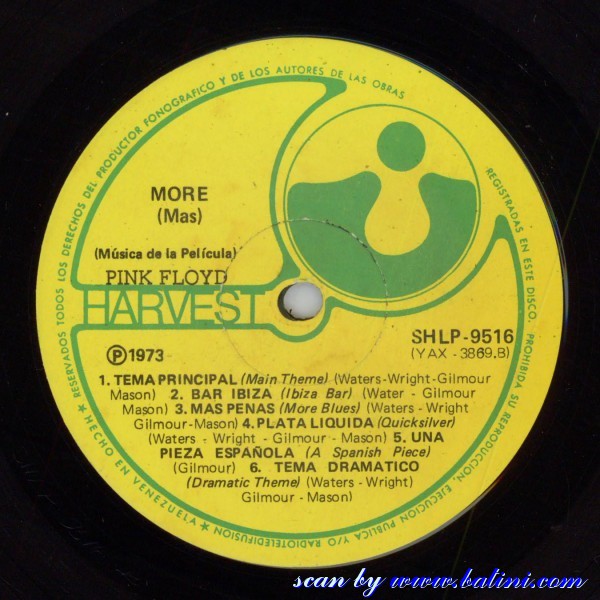 ★ RESERVADOS TODOS LOS DERECHOS DEL PRODUCTOR FONOGRAFICO Y DE LOS AUTORES DE LAS OBRAS
REGISTRADAS EN ESTE DISCO. PROHIBIDA SU REPRODUCCION, EJECUCION PUBLICA Y/O RADIOTELEDIFUSION
★ HECHO EN VENEZUELA ★
MORE
(Mas)
(Música de la Película)
PINK FLOYD
HARVEST
SHLP-9516
(YAX - 3869.B)
Ⓟ1973
1. TEMA PRINCIPAL (Main Theme) (Waters-Wright-Gilmour
Mason) 2. BAR IBIZA (Ibiza Bar) (Water - Gilmour
Mason) 3. MAS PENAS (More Blues) (Waters - Wright
Gilmour-Mason) 4. PLATA LIQUIDA (Quicksilver)
(Waters - Wright - Gilmour - Mason) 5. UNA
PIEZA ESPAÑOLA (A Spanish Piece)
(Gilmour) 6. TEMA DRAMATICO
(Dramatic Theme) (Waters - Wright)
Gilmour - Mason)
scan by www.batini.com